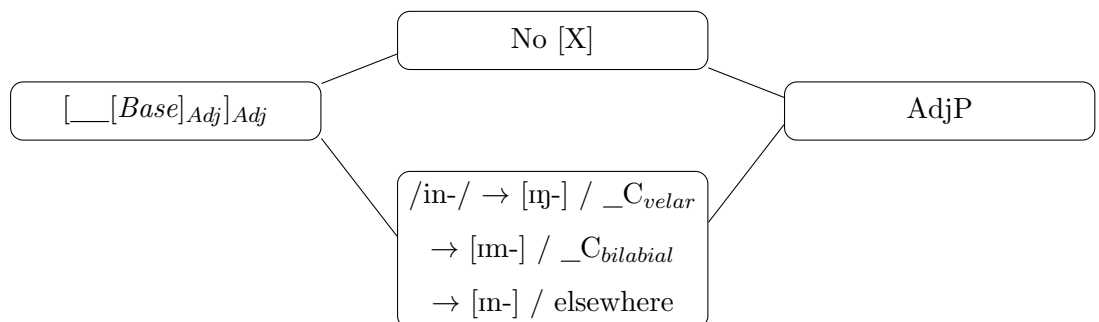 No [X]
[__[Base]Adj]Adj
AdjP
/in-/ → [ɪŋ-] / _Cvelar
→ [ɪm-] / _Cbilabial
→ [ɪn-] / elsewhere